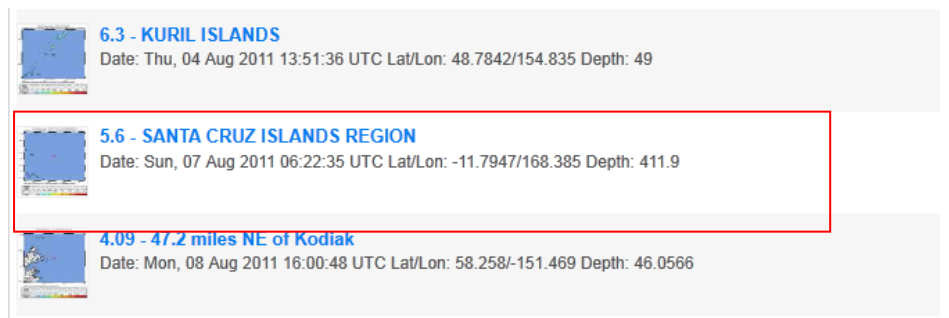 6.3 - KURIL ISLANDS
Date: Thu, 04 Aug 2011 13:51:36 UTC Lat/Lon: 48.7842/154.835 Depth: 49
5.6 - SANTA CRUZ ISLANDS REGION
Date: Sun, 07 Aug 2011 06:22:35 UTC Lat/Lon: -11.7947/168.385 Depth: 411.9
4.09 - 47.2 miles NE of Kodiak
Date: Mon, 08 Aug 2011 16:00:48 UTC Lat/Lon: 58.258/-151.469 Depth: 46.0566